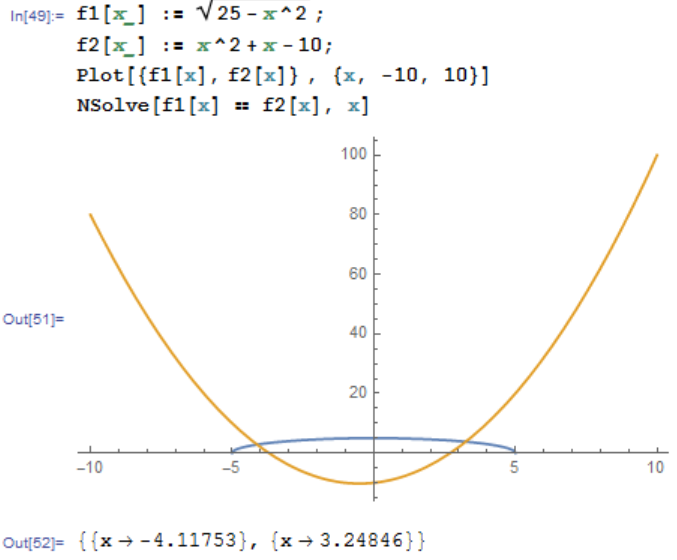 In[49]:= f1[x_] := √25 - x^2 ;
f2[x_] := x^2 + x - 10;
Plot[{f1[x], f2[x]} , {x, -10, 10}]
NSolve[f1[x] == f2[x], x]
100
80
60
40
20
Out[51]=
-10
-5
5
10
Out[52]= {{x → -4.11753}, {x → 3.24846}}